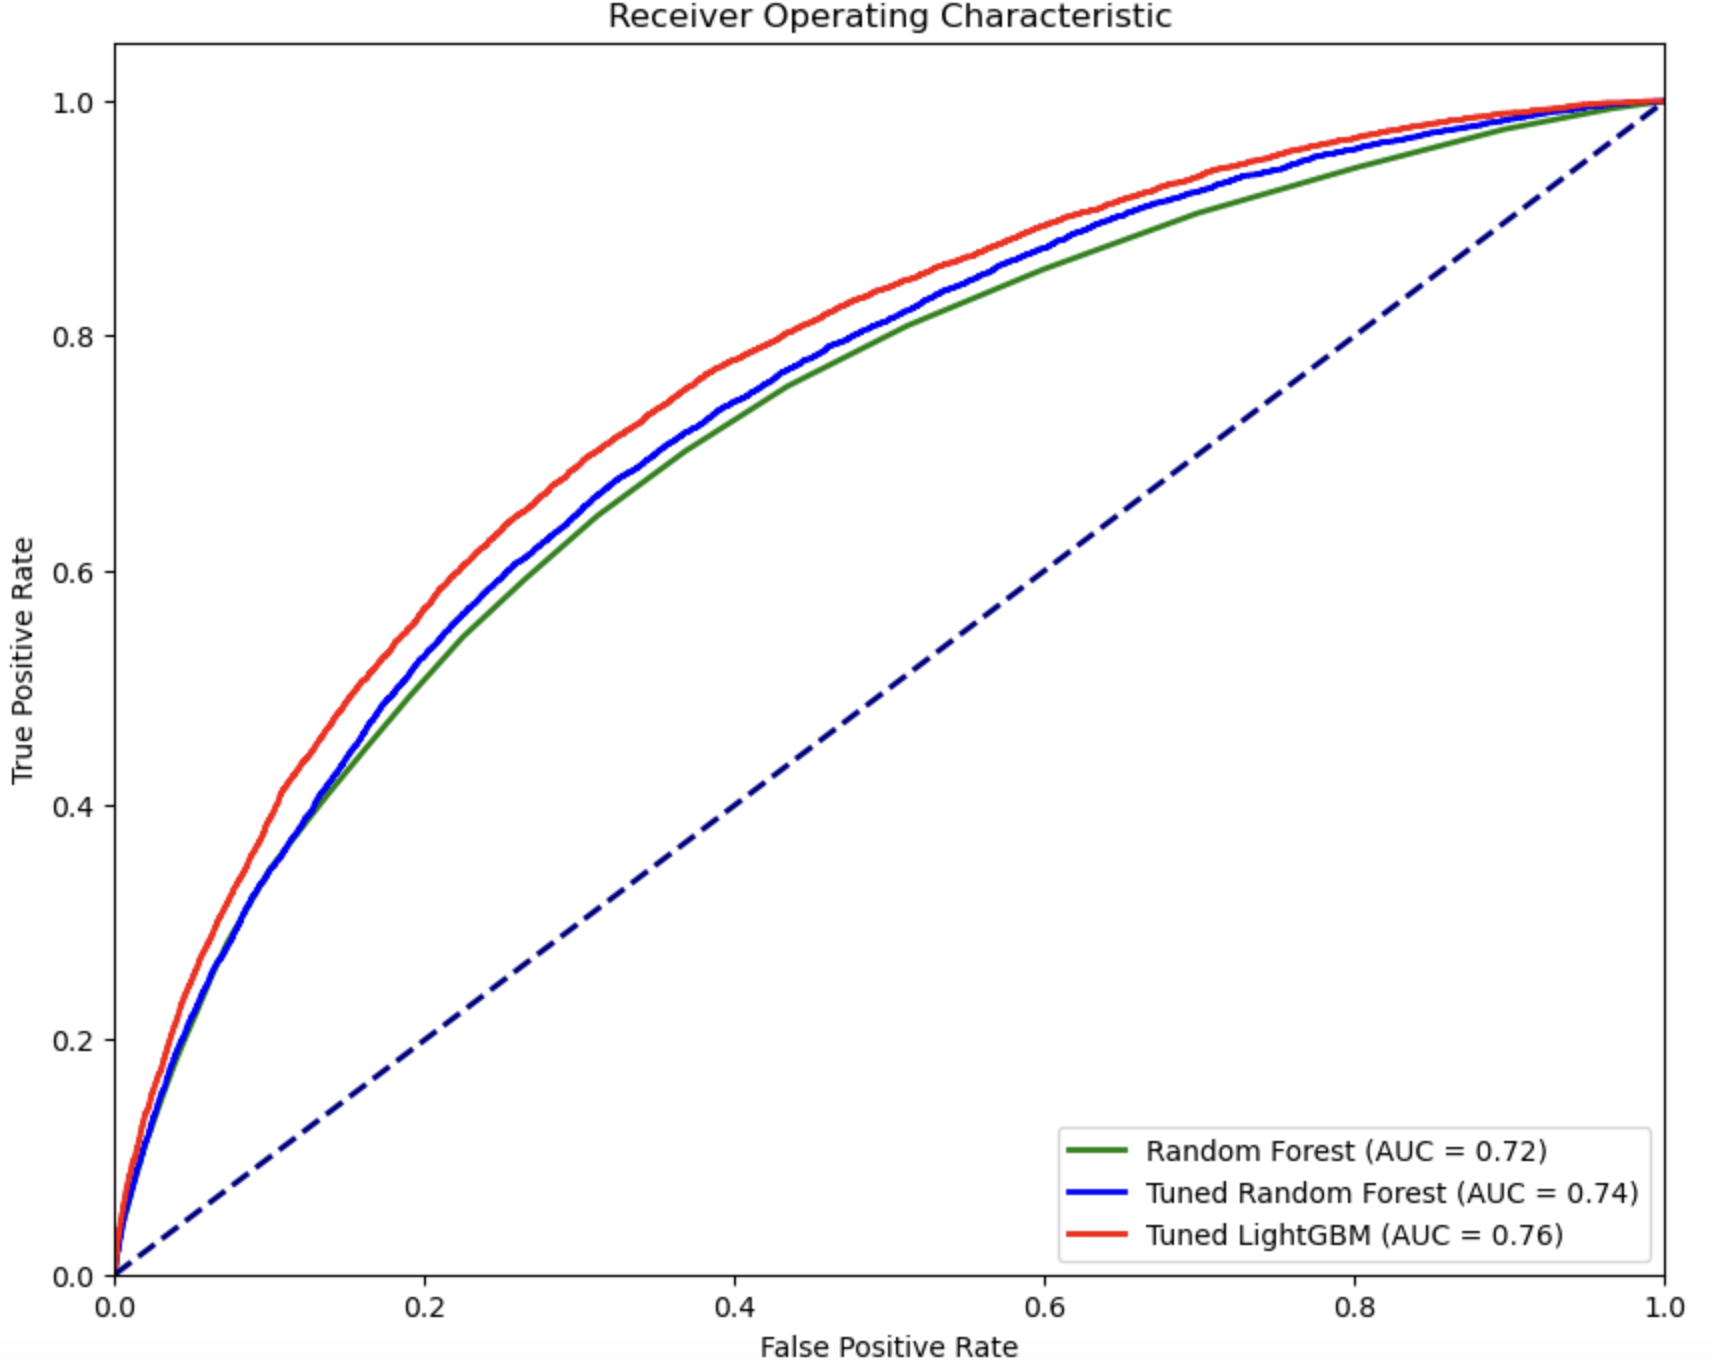 Receiver Operating Characteristic
1.0
0.8
0.6
0.4
0.2
0.0
True Positive Rate
0.0 0.2 0.4 0.6 0.8 1.0
False Positive Rate
Random Forest (AUC = 0.72)
Tuned Random Forest (AUC = 0.74)
Tuned LightGBM (AUC = 0.76)